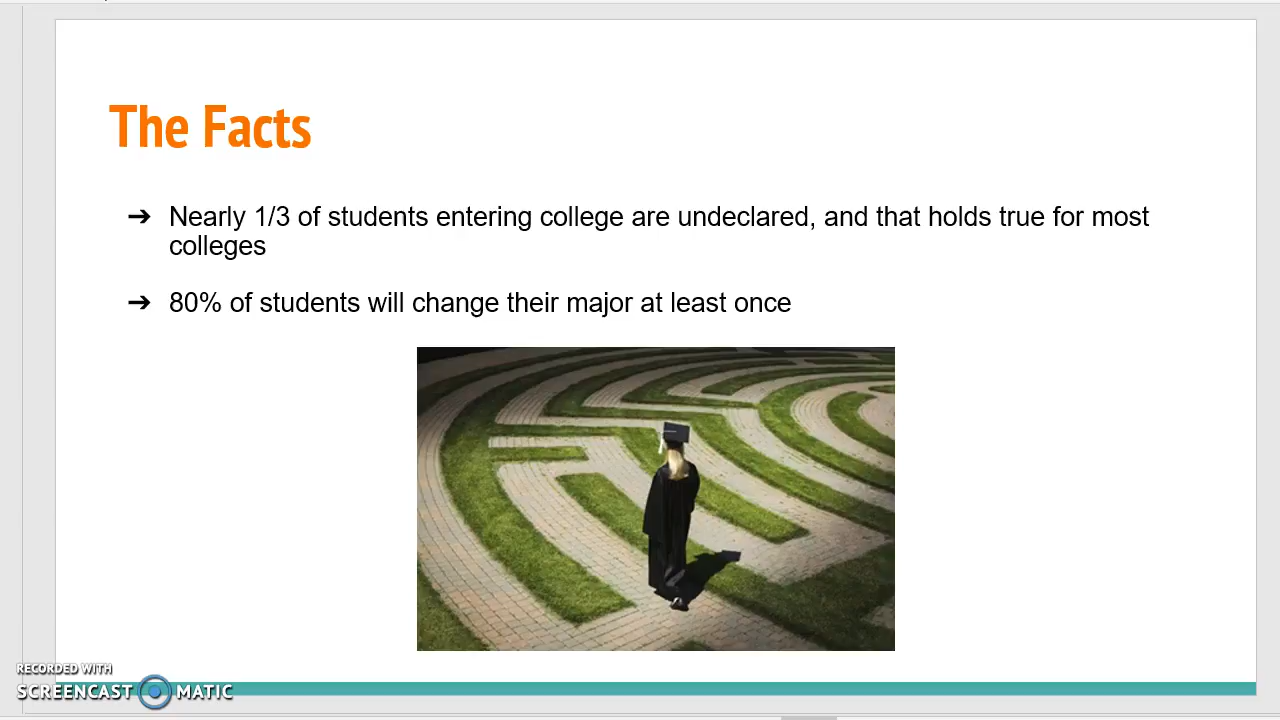 The Facts
➔ Nearly 1/3 of students entering college are undeclared, and that holds true for most
colleges
➔ 80% of students will change their major at least once
RECORDED WITH
SCREENCAST MATIC